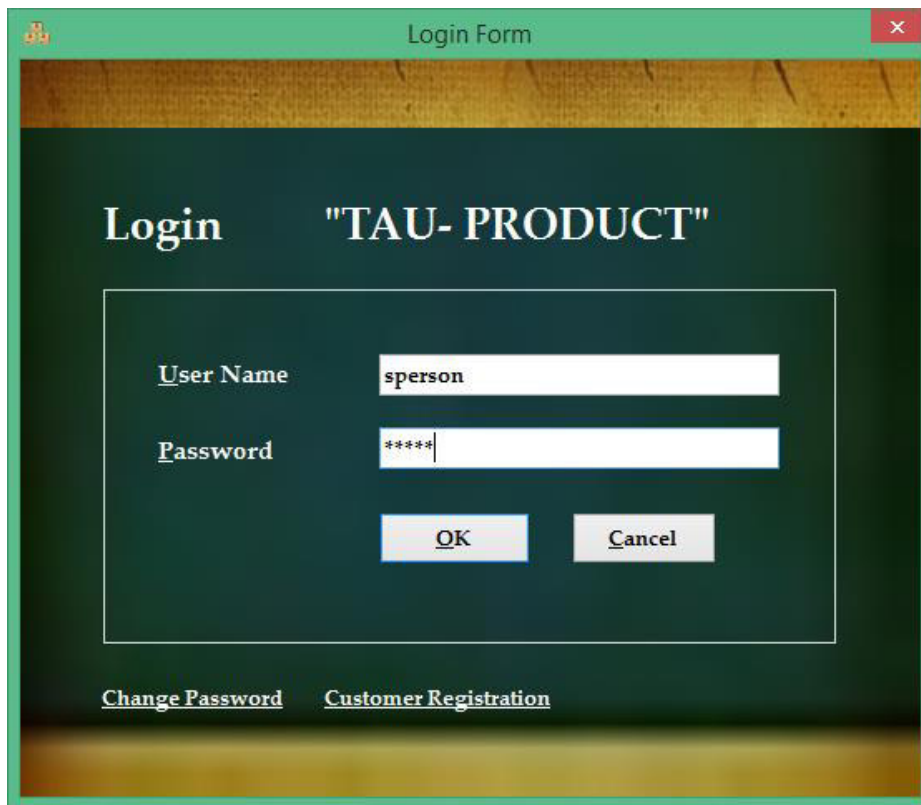 Login Form
Login "TAU- PRODUCT"
User Name sperson
Password *****
OK Cancel
Change Password Customer Registration